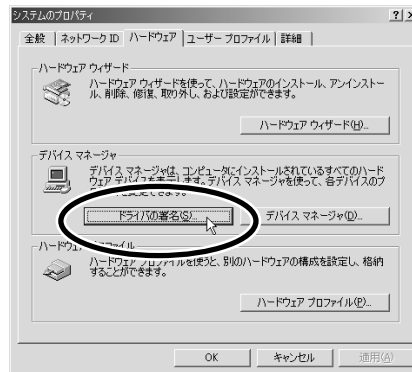 システムのプロパティ
全般 ネットワーク ID ハードウェア ユーザー プロファイル 詳細
ハードウェア ウィザード
ハードウェア ウィザードを使って、ハードウェアのインストール、アンインストー
ル、削除、修復、取り外し、および設定ができます。
ハードウェア ウィザード(H)...
デバイス マネージャ
デバイス マネージャは、コンピュータにインストールされているすべてのハード
ウェア デバイスを表示します。デバイス マネージャを使って、各デバイスのプ
を変更できます。
ドライバの署名(S)...
デバイス マネージャ(D)...
ハードウェア プロファイル
ハードウェア プロファイルを使うと、別のハードウェアの構成を設定し、格納
することができます。
ハードウェア プロファイル(P)...
OK キャンセル 適用(A)